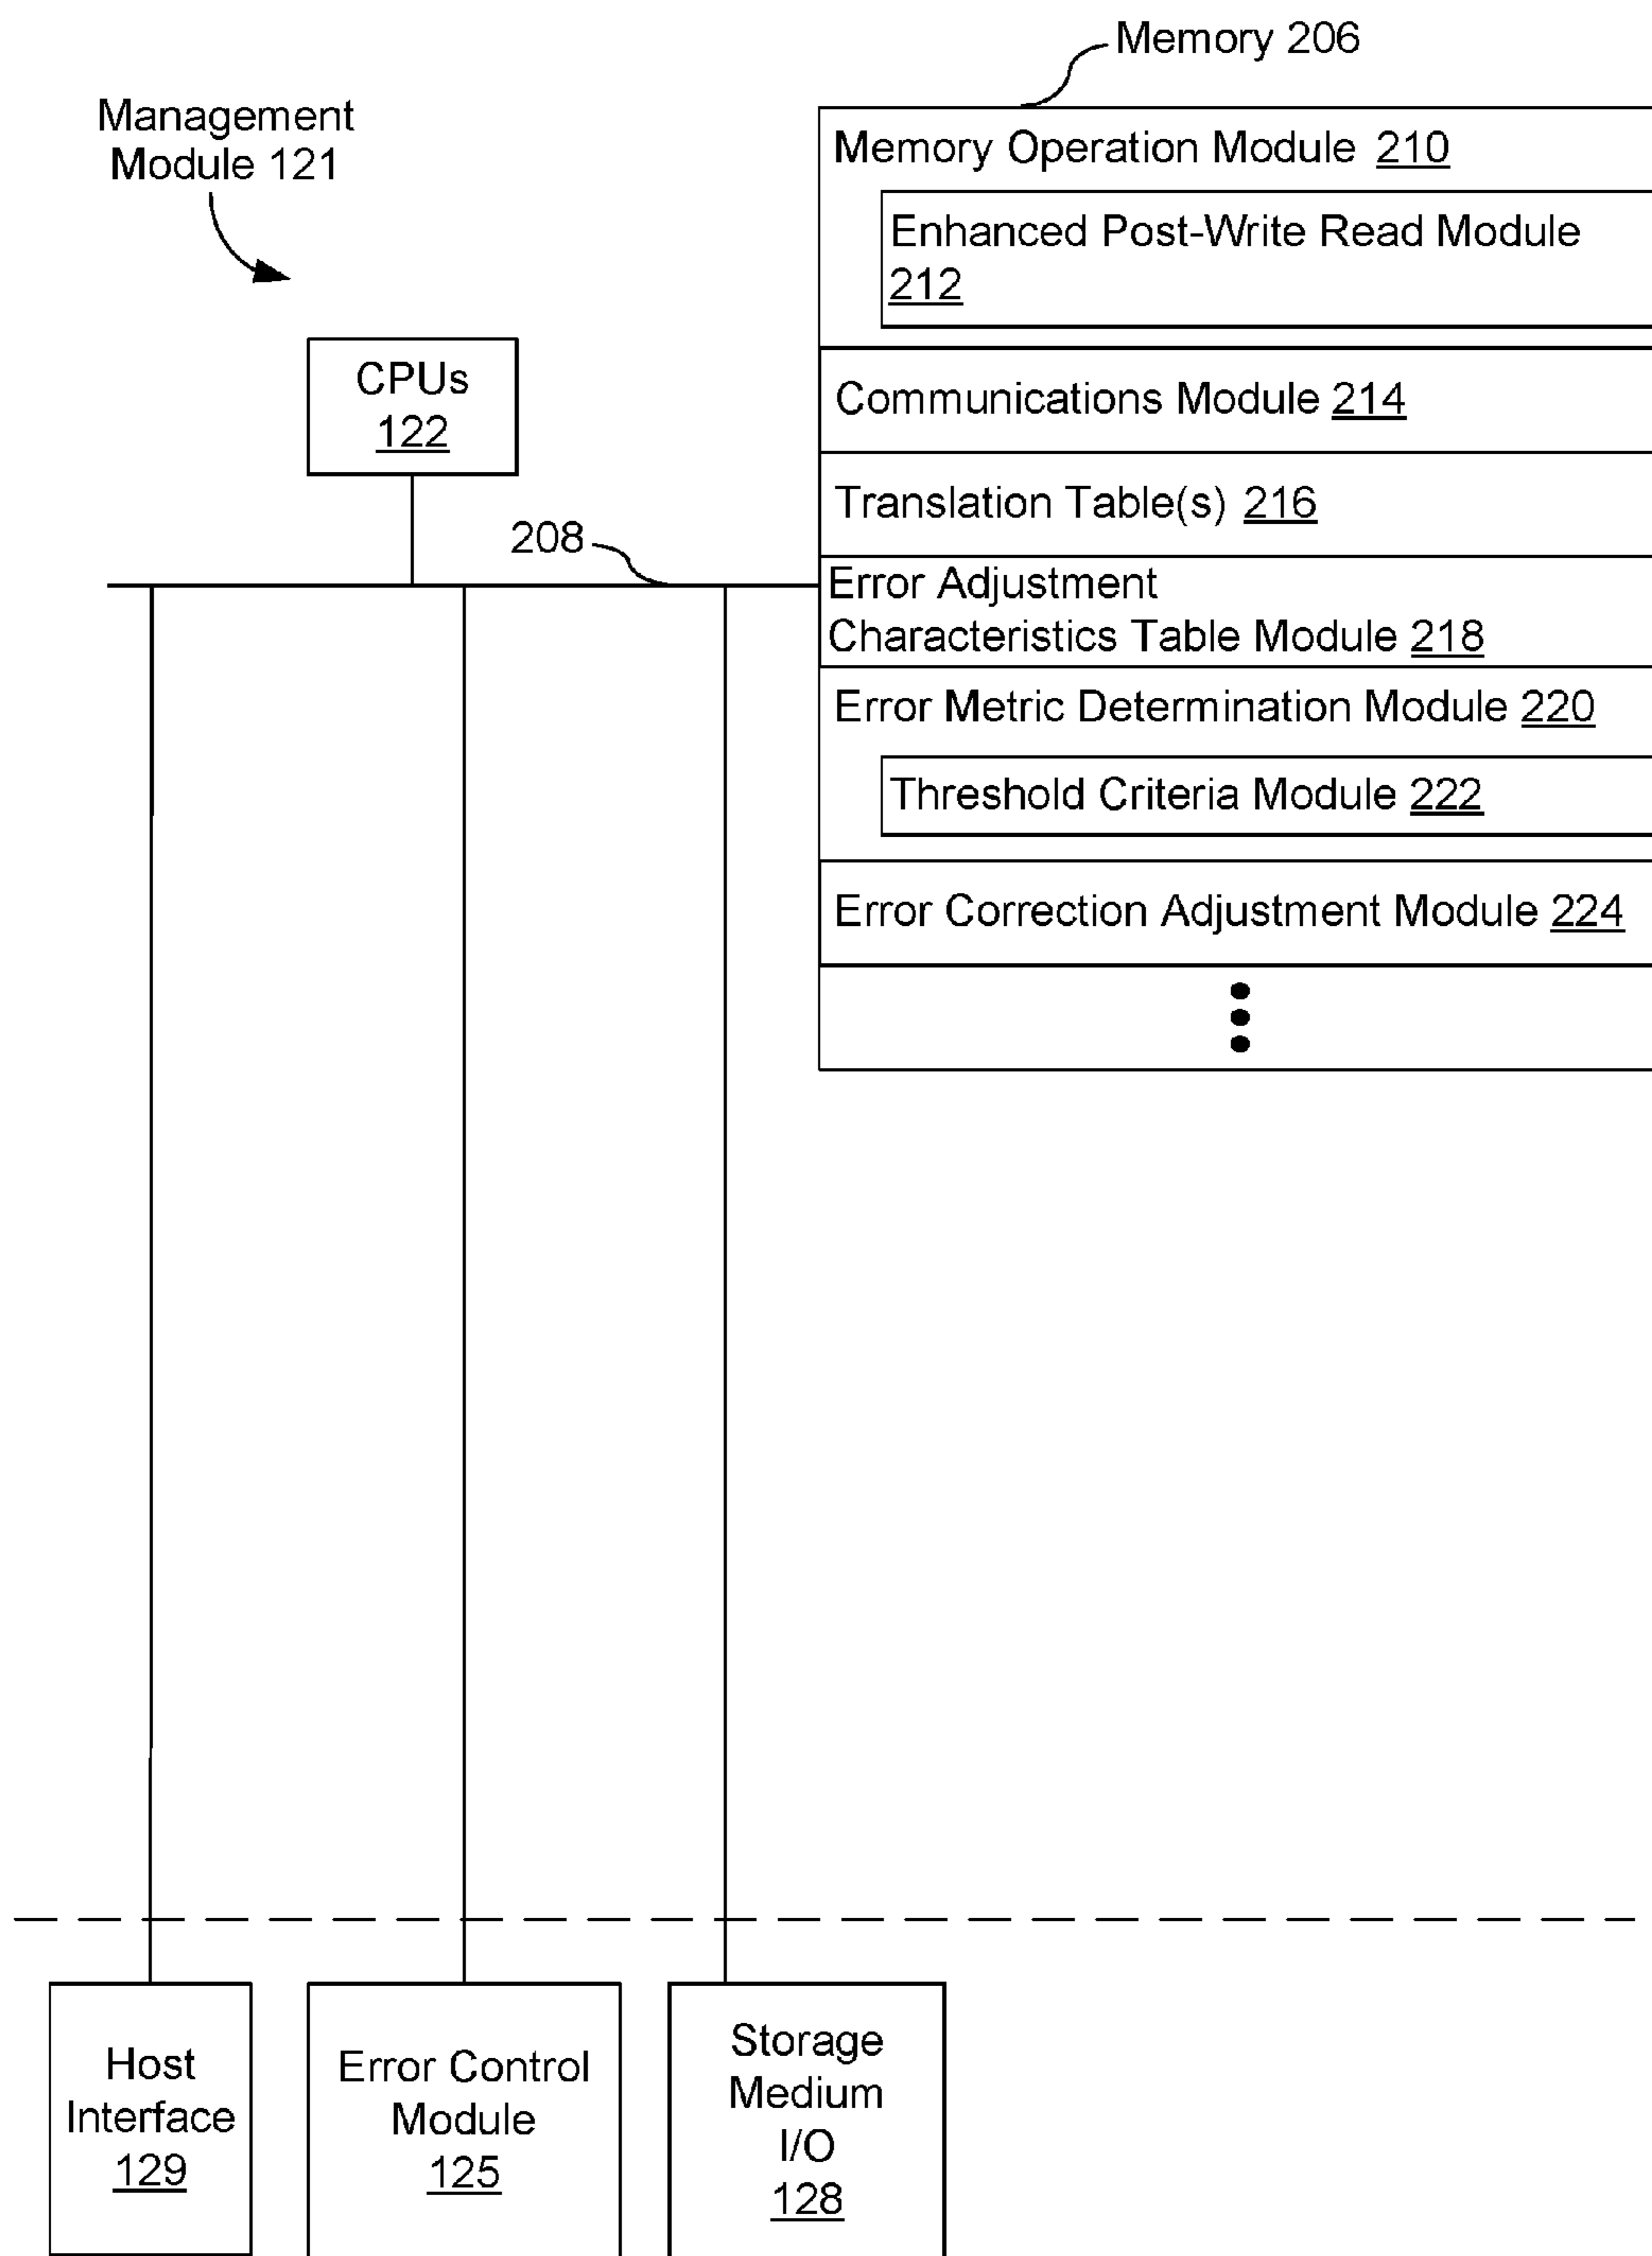 Memory 206
Management
Module 121
Memory Operation Module 210
Enhanced Post-Write Read Module
212
CPUs
122
Communications Module 214
Translation Table(s) 216
208
Error Adjustment
Characteristics Table Module 218
Error Metric Determination Module 220
Threshold Criteria Module 222
Error Correction Adjustment Module 224
Host
Interface
129
Error Control
Module
125
Storage
Medium
I/O
128